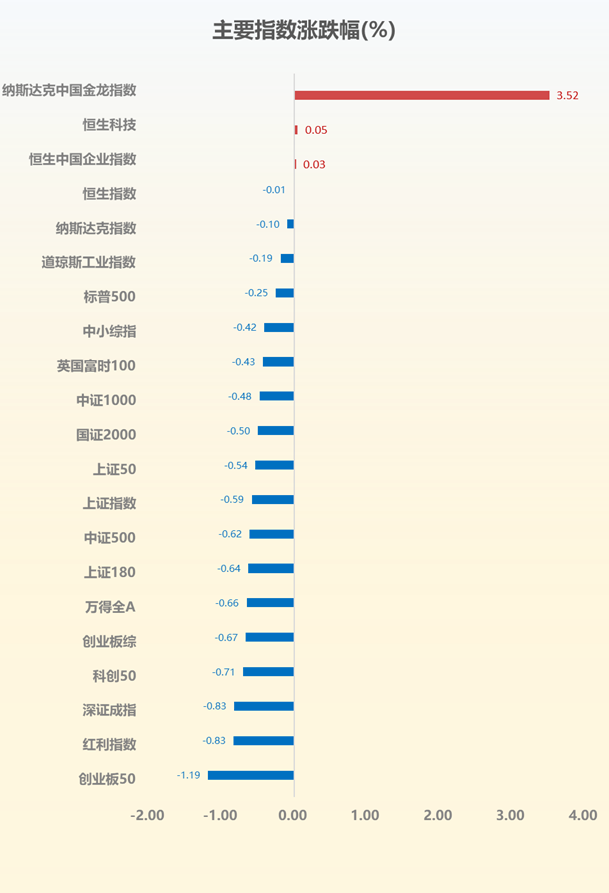 主要指数涨跌幅(%)
纳斯达克中国金龙指数 3.52
恒生科技 0.05
恒生中国企业指数 0.03
恒生指数 -0.01
纳斯达克指数 -0.10
道琼斯工业指数 -0.19
标普500 -0.25
中小综指 -0.42
英国富时100 -0.43
中证1000 -0.48
国证2000 -0.50
上证50 -0.54
上证指数 -0.59
中证500 -0.62
上证180 -0.64
万得全A -0.66
创业板综 -0.67
科创50 -0.71
深证成指 -0.83
红利指数 -0.83
创业板50 -1.19
-2.00 -1.00 0.00 1.00 2.00 3.00 4.00